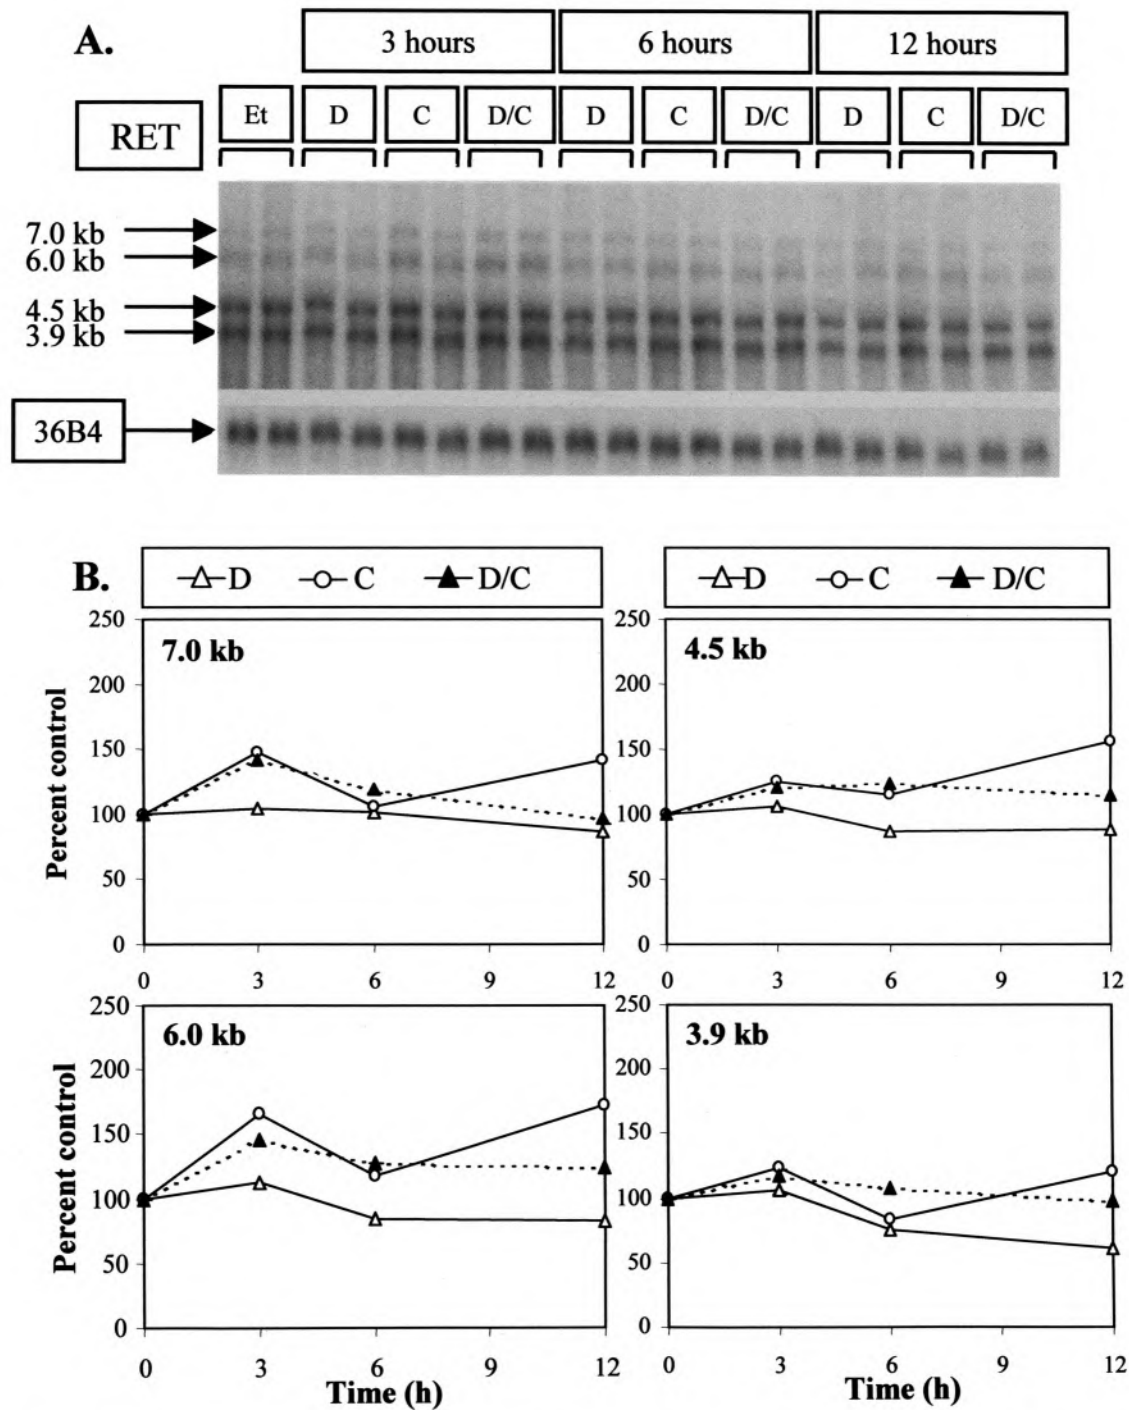 A.
3 hours 6 hours 12 hours
RET
Et D C D/C D C D/C D C D/C
7.0 kb
6.0 kb
4.5 kb
3.9 kb
36B4
B.
D C D/C
D C D/C
Percent control
250
200
150
100
50
0
7.0 kb
0 3 6 9 12
250
200
150
100
50
0
4.5 kb
0 3 6 9 12
Percent control
250
200
150
100
50
0
6.0 kb
0 3 6 9 12
Time (h)
250
200
150
100
50
0
3.9 kb
0 3 6 9 12
Time (h)